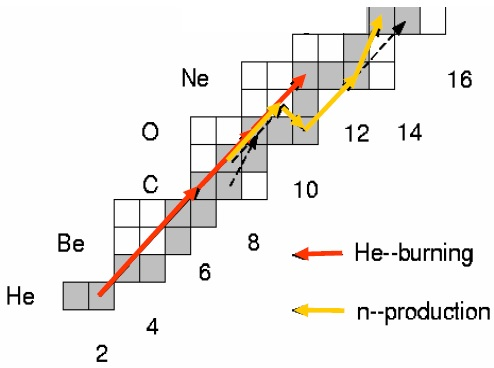 Ne
16
O
12
14
C
10
Be
8
He--burning
6
He
n--production
4
2